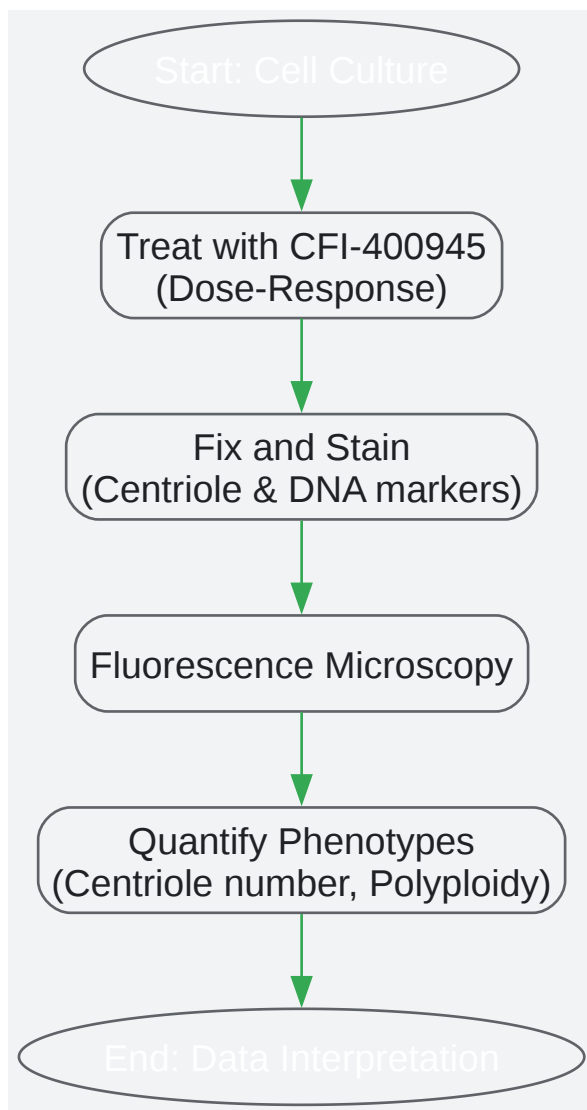 Start: Cell Culture
Treat with CFI-400945
(Dose-Response)
Fix and Stain
(Centriole & DNA markers)
Fluorescence Microscopy
Quantify Phenotypes
(Centriole number, Polyploidy)
End: Data Interpretation